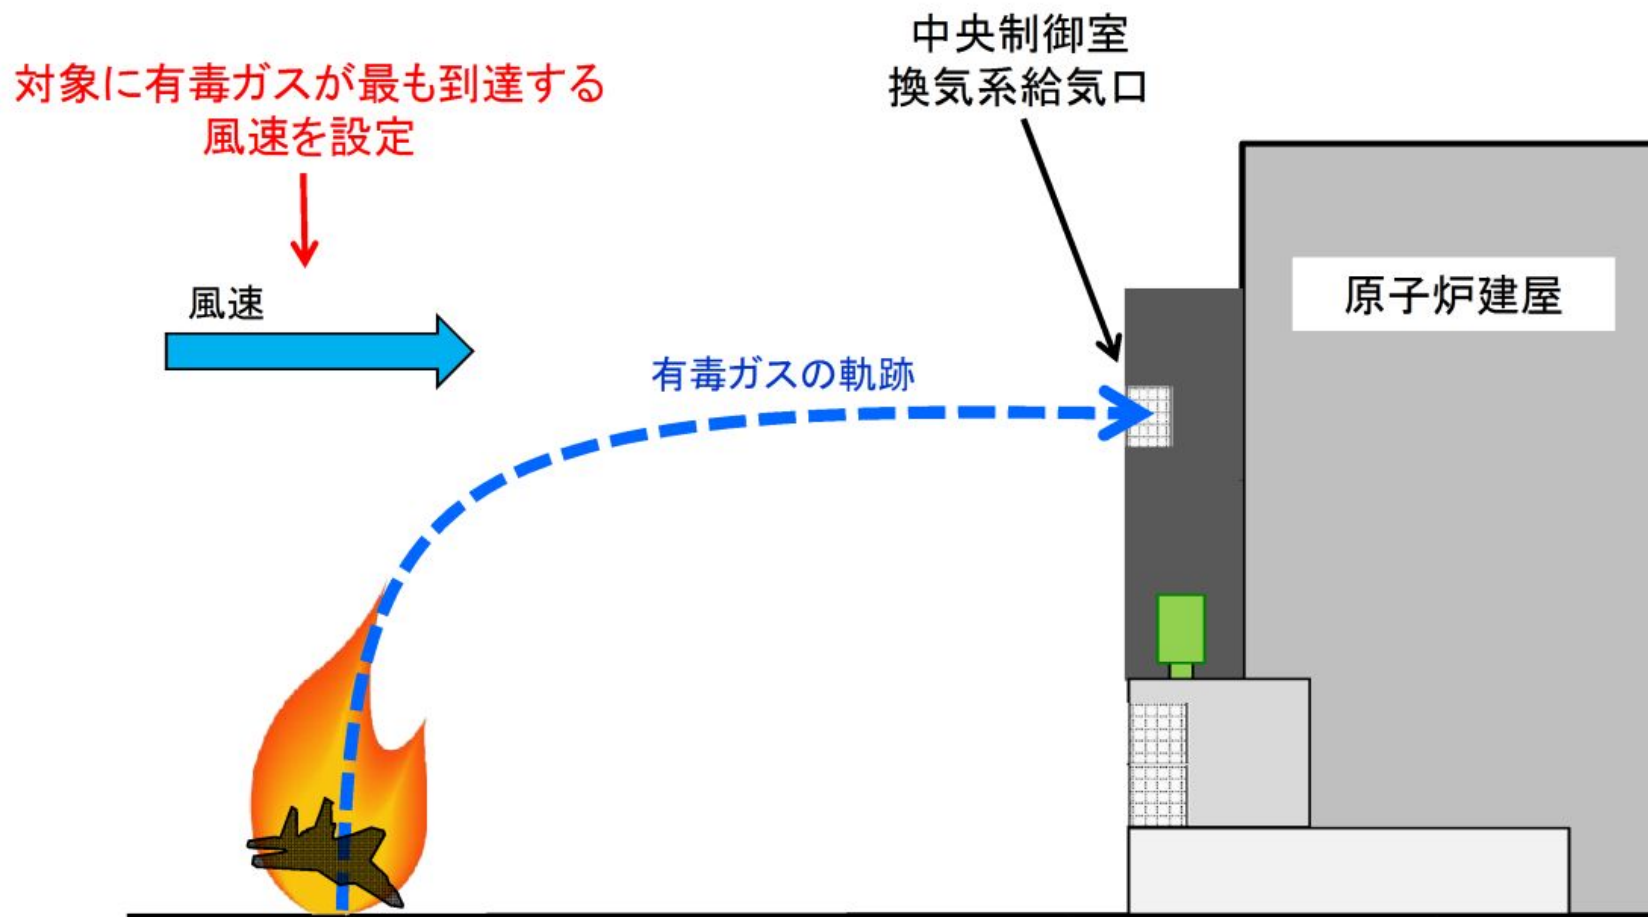 中央制御室
換気系給気口
対象に有毒ガスが最も到達する
風速を設定
原子炉建屋
風速
有毒ガスの軌跡